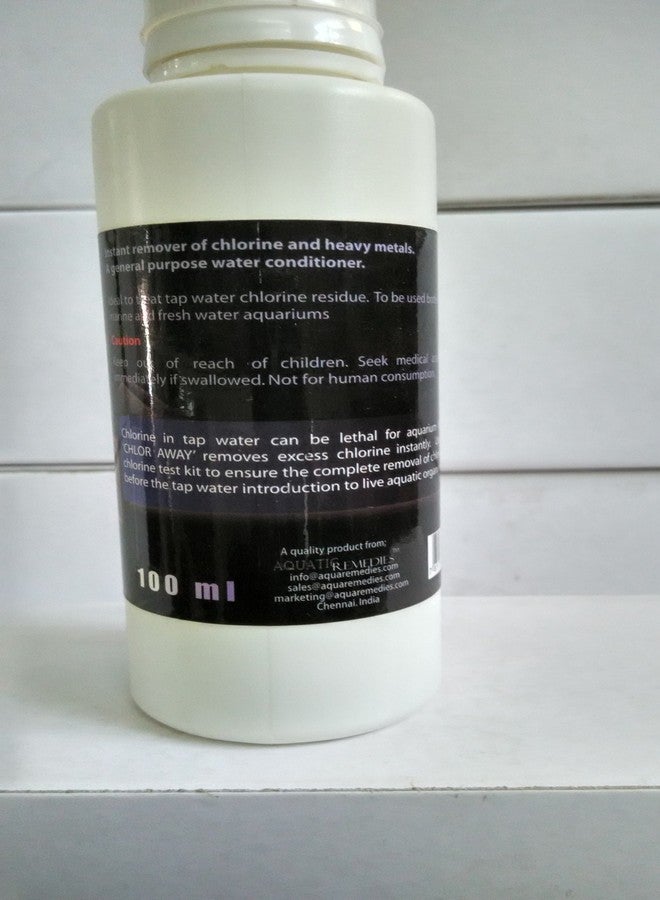 Instant remover of chlorine and heavy metals.
A general purpose water conditioner.
Ideal to treat tap water chlorine residue. To be used
marine and fresh water aquariums
Caution
Keep out of reach of children. Seek medical
immediately if swallowed. Not for human consumption
Chlorine in tap water can be lethal for aquarium
CHLOR AWAY' removes excess chlorine instantly.
chlorine test kit to ensure the complete removal of
before the tap water introduction to live aquatic
A quality product from;
AQUATIC REMEDIES™
info@aquaremedies.com
sales@aquaremedies.com
marketing@aquaremedies.com
Chennai. India
100 ml